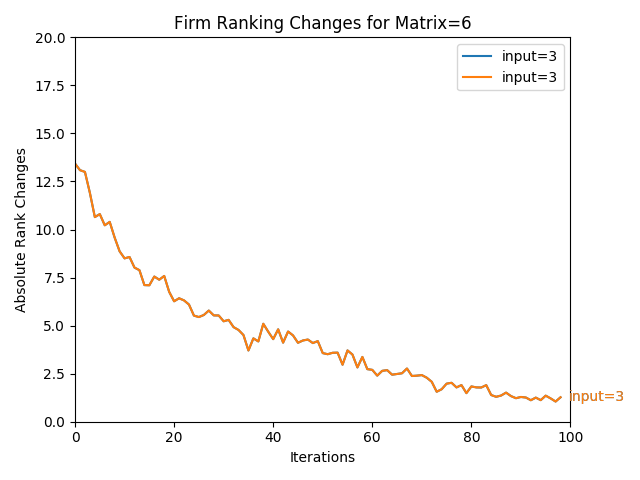 Firm Ranking Changes for Matrix=6
20.0
17.5
15.0
12.5
10.0
7.5
5.0
2.5
0.0
Absolute Rank Changes
input=3
input=3
input=3
0
20
40
60
80
100
Iterations